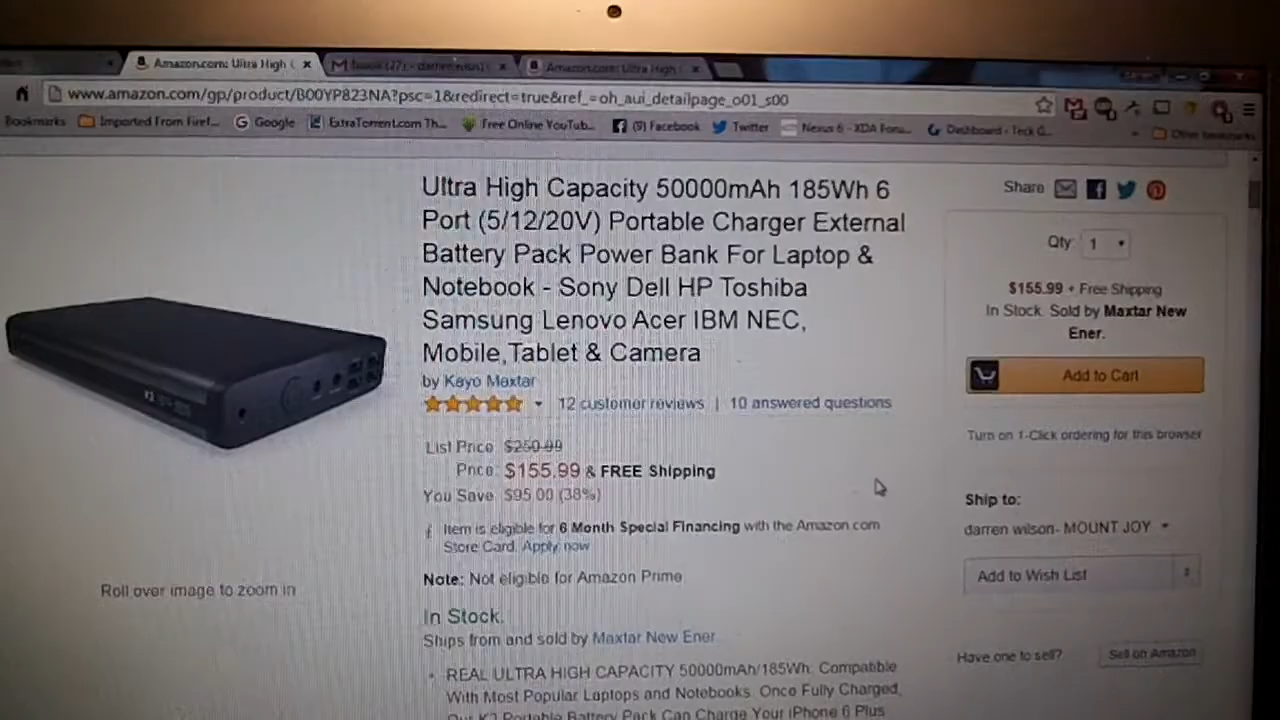 Amazon.com: Ultra High
Amazon.com: Ultra High
www.amazon.com/gp/product/B00YP823NA?psc=1&redirect=true&ref_=oh_aui_detailpage_o01_s00
Bookmarks Imported From Firef... Google ExtraTorrent.com Th... Free Online YouTub... (9) Facebook Twitter Nexus 6 - XDA Foru... Dashboard - Teck G... Other bookmarks
Ultra High Capacity 50000mAh 185Wh 6
Port (5/12/20V) Portable Charger External
Battery Pack Power Bank For Laptop &
Notebook - Sony Dell HP Toshiba
Samsung Lenovo Acer IBM NEC,
Mobile,Tablet & Camera
by Kayo Maxtar
12 customer reviews | 10 answered questions
List Price: $250.99
Price: $155.99 & FREE Shipping
You Save: $95.00 (38%)
Item is eligible for 6 Month Special Financing with the Amazon.com
Store Card. Apply now
Note: Not eligible for Amazon Prime
In Stock.
Ships from and sold by Maxtar New Ener.
• REAL ULTRA HIGH CAPACITY 50000mAh/185Wh: Compatible
With Most Popular Laptops and Notebooks. Once Fully Charged,
Our K2 Portable Battery Pack Can Charge Your iPhone 6 Plus
Roll over image to zoom in
Share
Qty: 1
$155.99 + Free Shipping
In Stock. Sold by Maxtar New
Ener.
Add to Cart
Turn on 1-Click ordering for this browser
Ship to:
darren wilson- MOUNT JOY
Add to Wish List
Have one to sell? Sell on Amazon